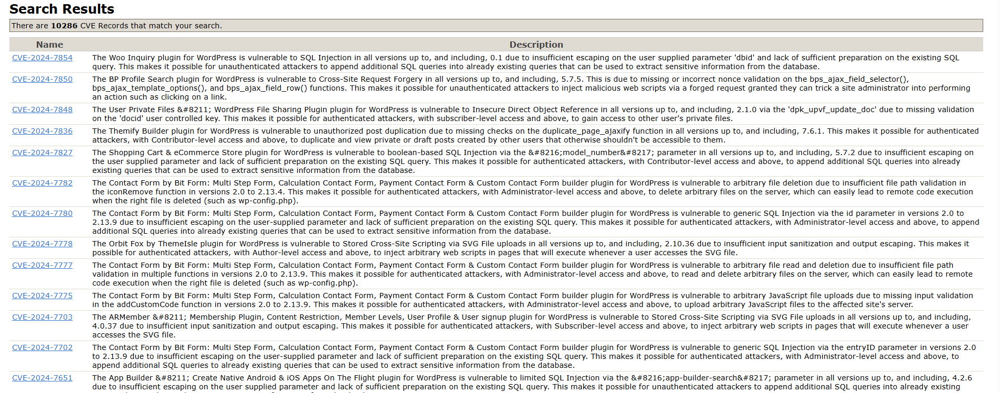 Search Results
There are 10286 CVE Records that match your search.
Name Description
CVE-2024-7854 The Woo Inquiry plugin for WordPress is vulnerable to SQL Injection in all versions up to, and including, 0.1 due to insufficient escaping on the user supplied parameter 'dbid' and lack of sufficient preparation on the existing SQL
query. This makes it possible for unauthenticated attackers to append additional SQL queries into already existing queries that can be used to extract sensitive information from the database.
CVE-2024-7850 The BP Profile Search plugin for WordPress is vulnerable to Cross-Site Request Forgery in all versions up to, and including, 5.7.5. This is due to missing or incorrect nonce validation on the bps_ajax_field_selector(),
bps_ajax_template_options(), and bps_ajax_field_row() functions. This makes it possible for unauthenticated attackers to inject malicious web scripts via a forged request granted they can trick a site administrator into performing
an action such as clicking on a link.
CVE-2024-7848 The User Private Files &#8211; WordPress File Sharing Plugin plugin for WordPress is vulnerable to Insecure Direct Object Reference in all versions up to, and including, 2.1.0 via the 'dpk_upvf_update_doc' due to missing validation
on the 'docid' user controlled key. This makes it possible for authenticated attackers, with subscriber-level access and above, to gain access to other user's private files.
CVE-2024-7836 The Themify Builder plugin for WordPress is vulnerable to unauthorized post duplication due to missing checks on the duplicate_page_ajaxify function in all versions up to, and including, 7.6.1. This makes it possible for authenticated
attackers, with Contributor-level access and above, to duplicate and view private or draft posts created by other users that otherwise shouldn't be accessible to them.
CVE-2024-7827 The Shopping Cart & eCommerce Store plugin for WordPress is vulnerable to boolean-based SQL Injection via the &#8216;model_number&#8217; parameter in all versions up to, and including, 5.7.2 due to insufficient escaping on
the user supplied parameter and lack of sufficient preparation on the existing SQL query. This makes it possible for authenticated attackers, with Contributor-level access and above, to append additional SQL queries into already
existing queries that can be used to extract sensitive information from the database.
CVE-2024-7782 The Contact Form by Bit Form: Multi Step Form, Calculation Contact Form, Payment Contact Form & Custom Contact Form builder plugin for WordPress is vulnerable to arbitrary file deletion due to insufficient file path validation in
the iconRemove function in versions 2.0 to 2.13.4. This makes it possible for authenticated attackers, with Administrator-level access and above, to delete arbitrary files on the server, which can easily lead to remote code execution
when the right file is deleted (such as wp-config.php).
CVE-2024-7780 The Contact Form by Bit Form: Multi Step Form, Calculation Contact Form, Payment Contact Form & Custom Contact Form builder plugin for WordPress is vulnerable to generic SQL Injection via the id parameter in versions 2.0 to
2.13.9 due to insufficient escaping on the user-supplied parameter and lack of sufficient preparation on the existing SQL query. This makes it possible for authenticated attackers, with Administrator-level access and above, to append
additional SQL queries into already existing queries that can be used to extract sensitive information from the database.
CVE-2024-7778 The Orbit Fox by ThemeIsle plugin for WordPress is vulnerable to Stored Cross-Site Scripting via SVG File uploads in all versions up to, and including, 2.10.36 due to insufficient input sanitization and output escaping. This makes it
possible for authenticated attackers, with Author-level access and above, to inject arbitrary web scripts in pages that will execute whenever a user accesses the SVG file.
CVE-2024-7777 The Contact Form by Bit Form: Multi Step Form, Calculation Contact Form, Payment Contact Form & Custom Contact Form builder plugin for WordPress is vulnerable to arbitrary file read and deletion due to insufficient file path
validation in multiple functions in versions 2.0 to 2.13.9. This makes it possible for authenticated attackers, with Administrator-level access and above, to read and delete arbitrary files on the server, which can easily lead to remote
code execution when the right file is deleted (such as wp-config.php).
CVE-2024-7775 The Contact Form by Bit Form: Multi Step Form, Calculation Contact Form, Payment Contact Form & Custom Contact Form builder plugin for WordPress is vulnerable to arbitrary JavaScript file uploads due to missing input validation
in the addCustomCode function in versions 2.0 to 2.13.9. This makes it possible for authenticated attackers, with Administrator-level access and above, to upload arbitrary JavaScript files to the affected site's server.
CVE-2024-7703 The ARMember &#8211; Membership Plugin, Content Restriction, Member Levels, User Profile & User signup plugin for WordPress is vulnerable to Stored Cross-Site Scripting via SVG File uploads in all versions up to, and including,
4.0.37 due to insufficient input sanitization and output escaping. This makes it possible for authenticated attackers, with Subscriber-level access and above, to inject arbitrary web scripts in pages that will execute whenever a user
accesses the SVG file.
CVE-2024-7702 The Contact Form by Bit Form: Multi Step Form, Calculation Contact Form, Payment Contact Form & Custom Contact Form builder plugin for WordPress is vulnerable to generic SQL Injection via the entryID parameter in versions 2.0
to 2.13.9 due to insufficient escaping on the user-supplied parameter and lack of sufficient preparation on the existing SQL query. This makes it possible for authenticated attackers, with Administrator-level access and above, to
append additional SQL queries to already existing queries that can be used to extract sensitive information from the database.
CVE-2024-7651 The App Builder &#8211; Create Native Android & iOS Apps On The Flight plugin for WordPress is vulnerable to limited SQL Injection via the &#8216;app-builder-search&#8217; parameter in all versions up to, and including, 4.2.6
due to insufficient escaping on the user supplied parameter and lack of sufficient preparation on the existing SQL query. This makes it possible for unauthenticated attackers to append additional SQL queries into already existing